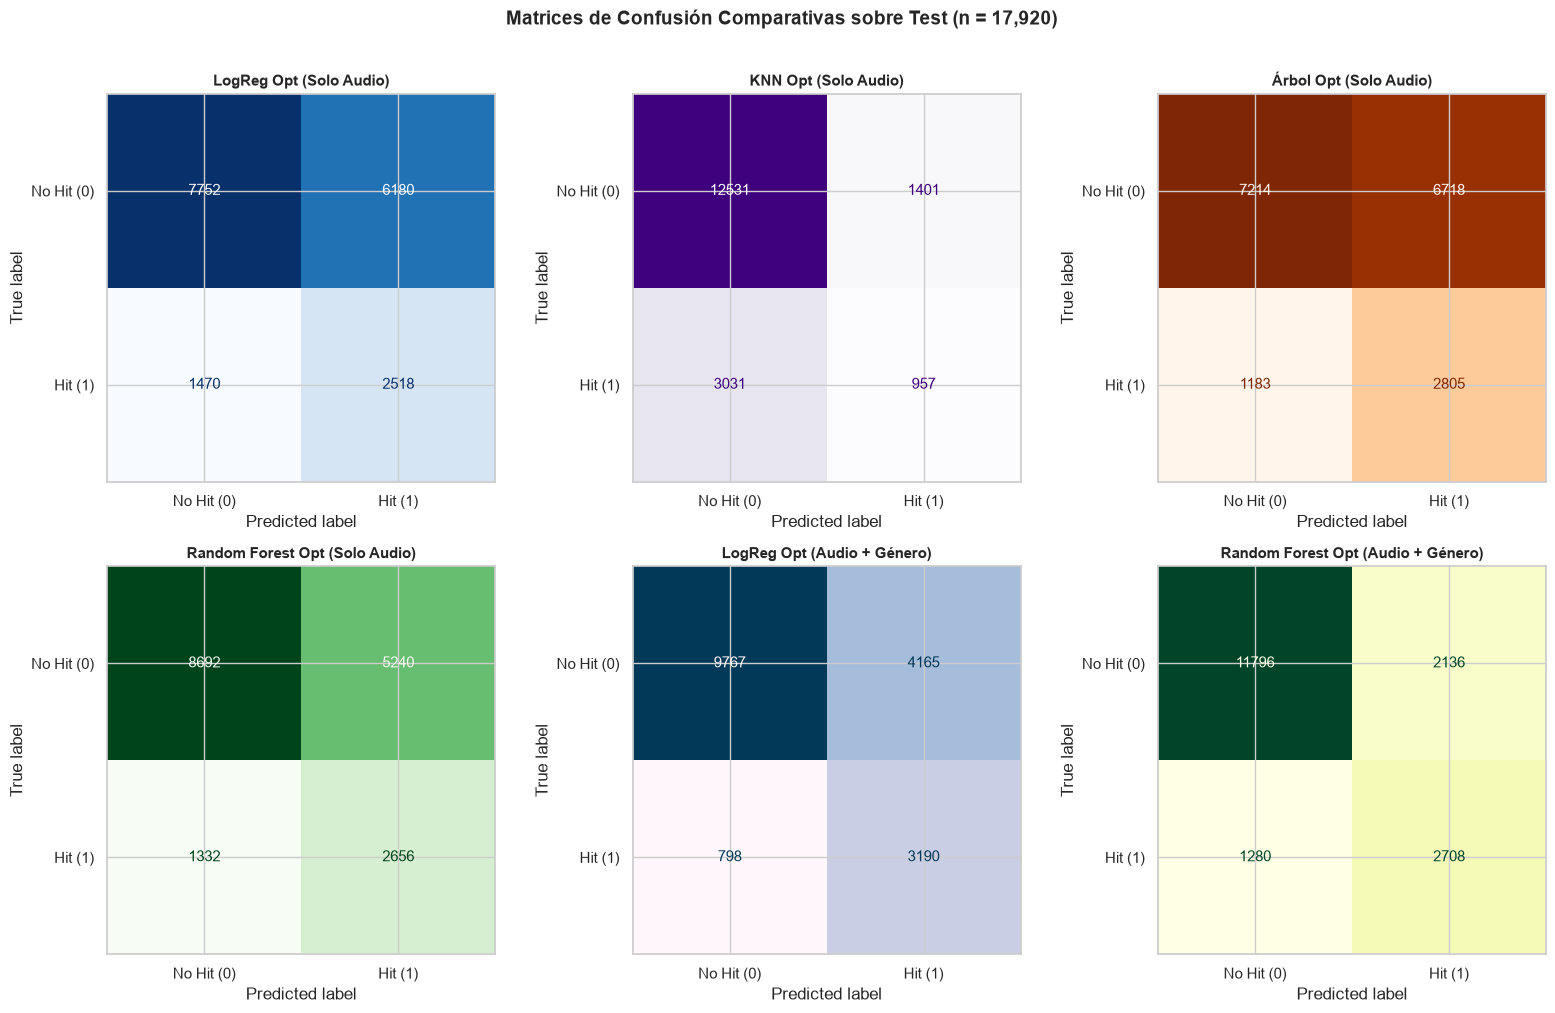 Matrices de Confusión Comparativas sobre Test (n = 17,920)
LogReg Opt (Solo Audio)
True label
No Hit (0)
7752
6180
Hit (1)
1470
2518
No Hit (0)
Hit (1)
Predicted label
KNN Opt (Solo Audio)
True label
No Hit (0)
12531
1401
Hit (1)
3031
957
No Hit (0)
Hit (1)
Predicted label
Árbol Opt (Solo Audio)
True label
No Hit (0)
7214
6718
Hit (1)
1183
2805
No Hit (0)
Hit (1)
Predicted label
Random Forest Opt (Solo Audio)
True label
No Hit (0)
8692
5240
Hit (1)
1332
2656
No Hit (0)
Hit (1)
Predicted label
LogReg Opt (Audio + Género)
True label
No Hit (0)
9767
4165
Hit (1)
798
3190
No Hit (0)
Hit (1)
Predicted label
Random Forest Opt (Audio + Género)
True label
No Hit (0)
11796
2136
Hit (1)
1280
2708
No Hit (0)
Hit (1)
Predicted label